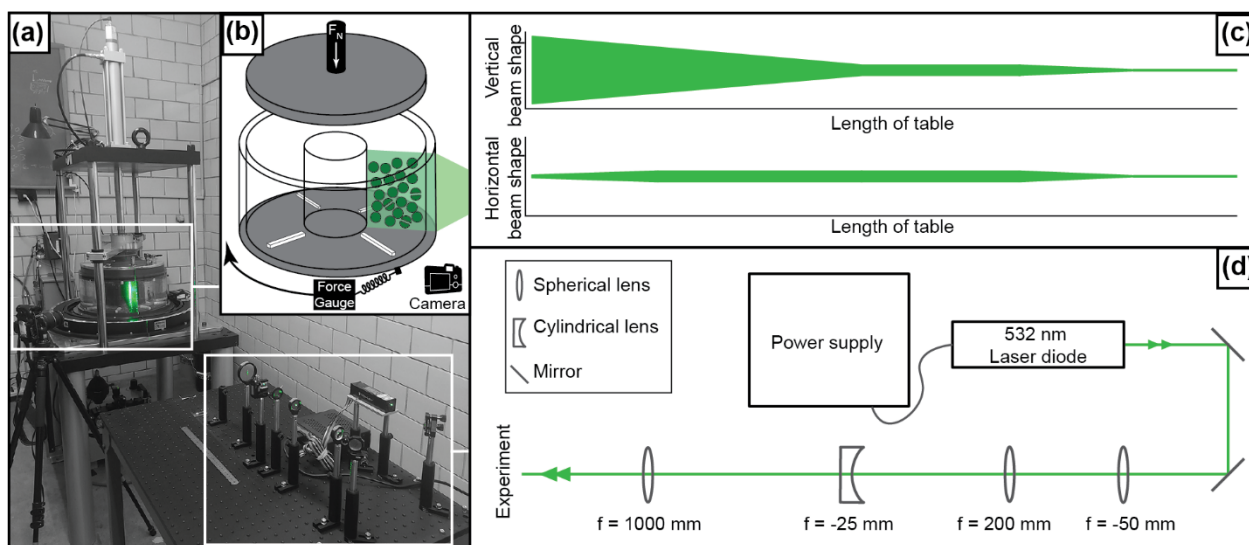 (a)
(b)
F_N
Force
Gauge
Camera
(c)
Vertical
beam shape
Length of table
Horizontal
beam shape
Length of table
(d)
Spherical lens
Cylindrical lens
Mirror
Power supply
532 nm
Laser diode
Experiment
f = 1000 mm
f = -25 mm
f = 200 mm
f = -50 mm